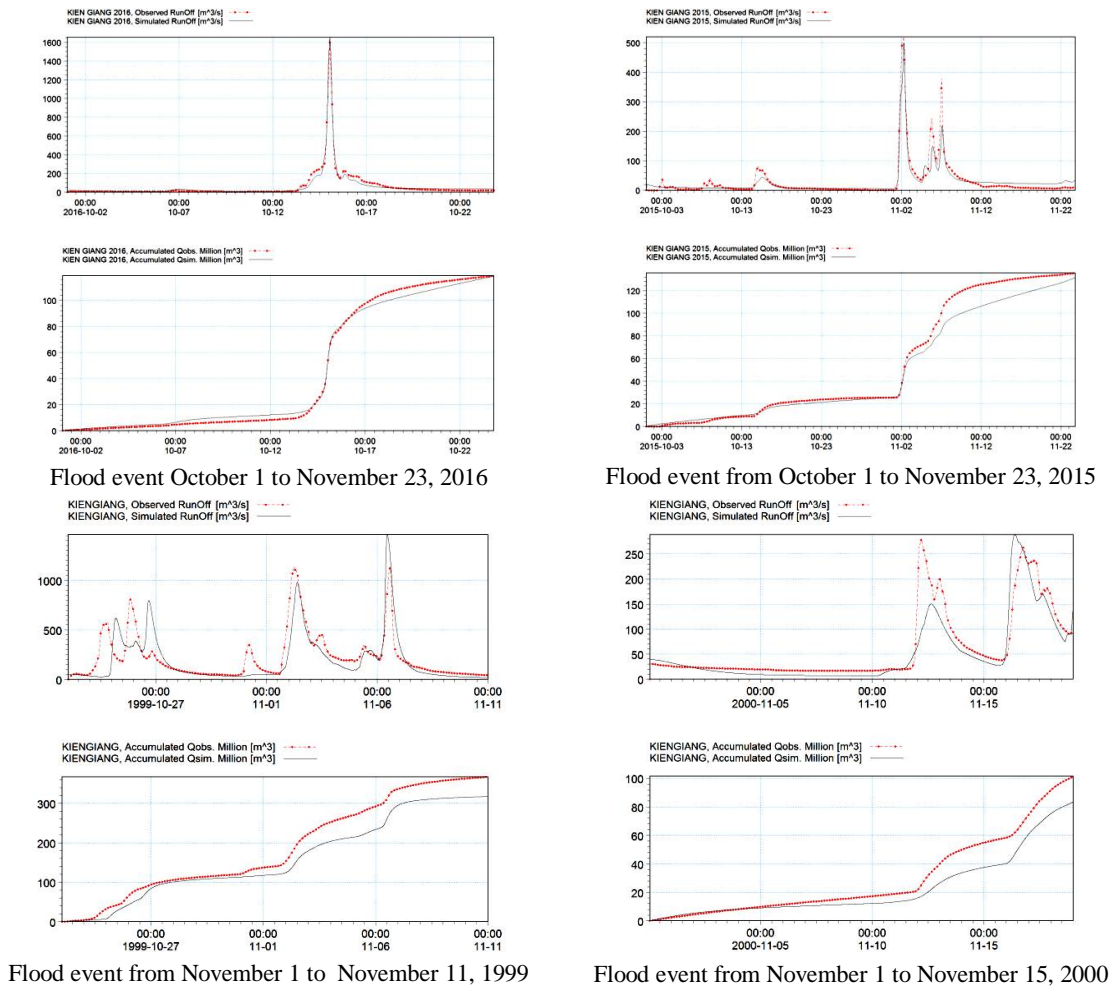 KIEN GIANG 2016, Observed RunOff [m^3/s]
KIEN GIANG 2016, Simulated RunOff [m^3/s]
1600
1400
1200
1000
800
600
400
200
0
00:00 00:00 00:00 00:00 00:00
2016-10-02 10-07 10-12 10-17 10-22
KIEN GIANG 2016, Accumulated Qobs. Million [m^3]
KIEN GIANG 2016, Accumulated Qsim. Million [m^3]
100
80
60
40
20
0
00:00 00:00 00:00 00:00 00:00
2016-10-02 10-07 10-12 10-17 10-22
Flood event October 1 to November 23, 2016
KIEN GIANG 2015, Observed RunOff [m^3/s]
KIEN GIANG 2015, Simulated RunOff [m^3/s]
500
400
300
200
100
0
00:00 00:00 00:00 00:00 00:00 00:00
2015-10-03 10-13 10-23 11-02 11-12 11-22
KIEN GIANG 2015, Accumulated Qobs. Million [m^3]
KIEN GIANG 2015, Accumulated Qsim. Million [m^3]
120
100
80
60
40
20
0
00:00 00:00 00:00 00:00 00:00 00:00
2015-10-03 10-13 10-23 11-02 11-12 11-22
Flood event from October 1 to November 23, 2015
KIENGIANG, Observed RunOff [m^3/s]
KIENGIANG, Simulated RunOff [m^3/s]
1000
500
0
00:00 00:00 00:00 00:00
1999-10-27 11-01 11-06 11-11
KIENGIANG, Accumulated Qobs. Million [m^3]
KIENGIANG, Accumulated Qsim. Million [m^3]
300
200
100
0
00:00 00:00 00:00 00:00
1999-10-27 11-01 11-06 11-11
Flood event from November 1 to November 11, 1999
KIENGIANG, Observed RunOff [m^3/s]
KIENGIANG, Simulated RunOff [m^3/s]
250
200
150
100
50
0
00:00 00:00 00:00
2000-11-05 11-10 11-15
KIENGIANG, Accumulated Qobs. Million [m^3]
KIENGIANG, Accumulated Qsim. Million [m^3]
100
80
60
40
20
0
00:00 00:00 00:00
2000-11-05 11-10 11-15
Flood event from November 1 to November 15, 2000